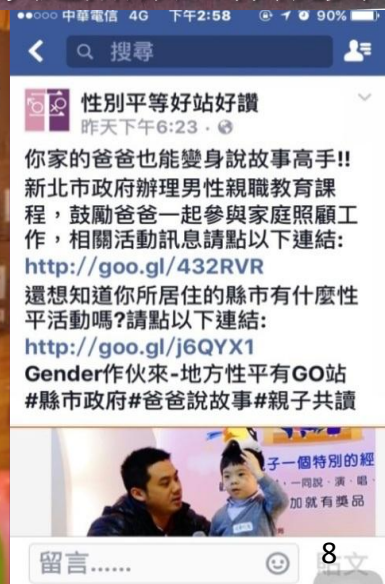 中華電信 4G 下午2:58 90%
搜尋
性別平等好站好讚
昨天下午6:23
你家的爸爸也能變身說故事高手!!
新北市政府辦理男性親職教育課
程，鼓勵爸爸一起參與家庭照顧工
作，相關活動訊息請點以下連結:
http://goo.gl/432RVR
還想知道你所居住的縣市有什麼性
平活動嗎?請點以下連結:
http://goo.gl/j6QYX1
Gender作伙來-地方性平有GO站
#縣市政府#爸爸說故事#親子共讀
子一個特別的經
，一同說、演、唱
加就有獎品
留言...... 貼文
8